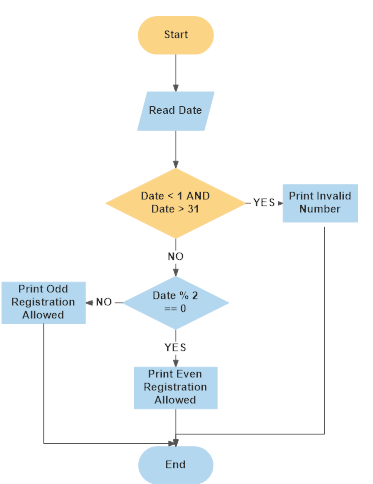 Start
Read Date
Date < 1 AND
Date > 31
YES
Print Invalid
Number
NO
Date % 2
== 0
NO
Print Odd
Registration
Allowed
YES
Print Even
Registration
Allowed
End